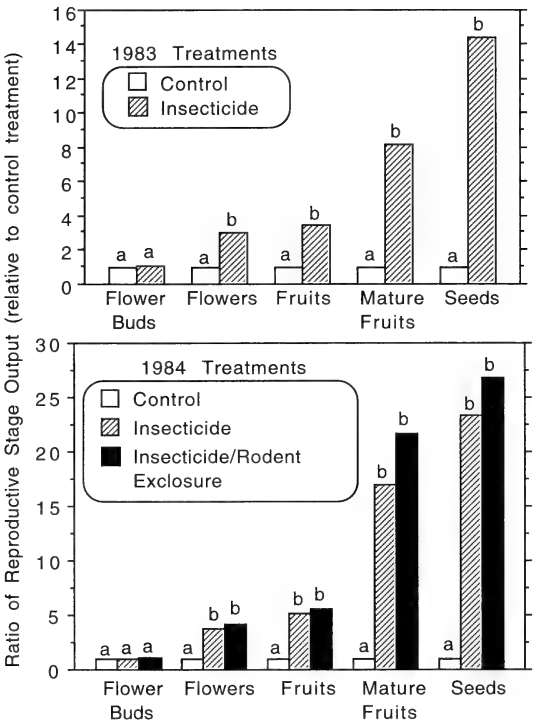 Ratio of Reproductive Stage Output (relative to control treatment)
16
14
12
10
8
6
4
2
0
1983 Treatments
Control
Insecticide
a a
a b
a b
a b
a b
Flower Buds
Flowers
Fruits
Mature Fruits
Seeds
30
25
20
15
10
5
0
1984 Treatments
Control
Insecticide
Insecticide/Rodent
Exclosure
a a a
a b b
a b b
a b b
a b b
Flower Buds
Flowers
Fruits
Mature Fruits
Seeds